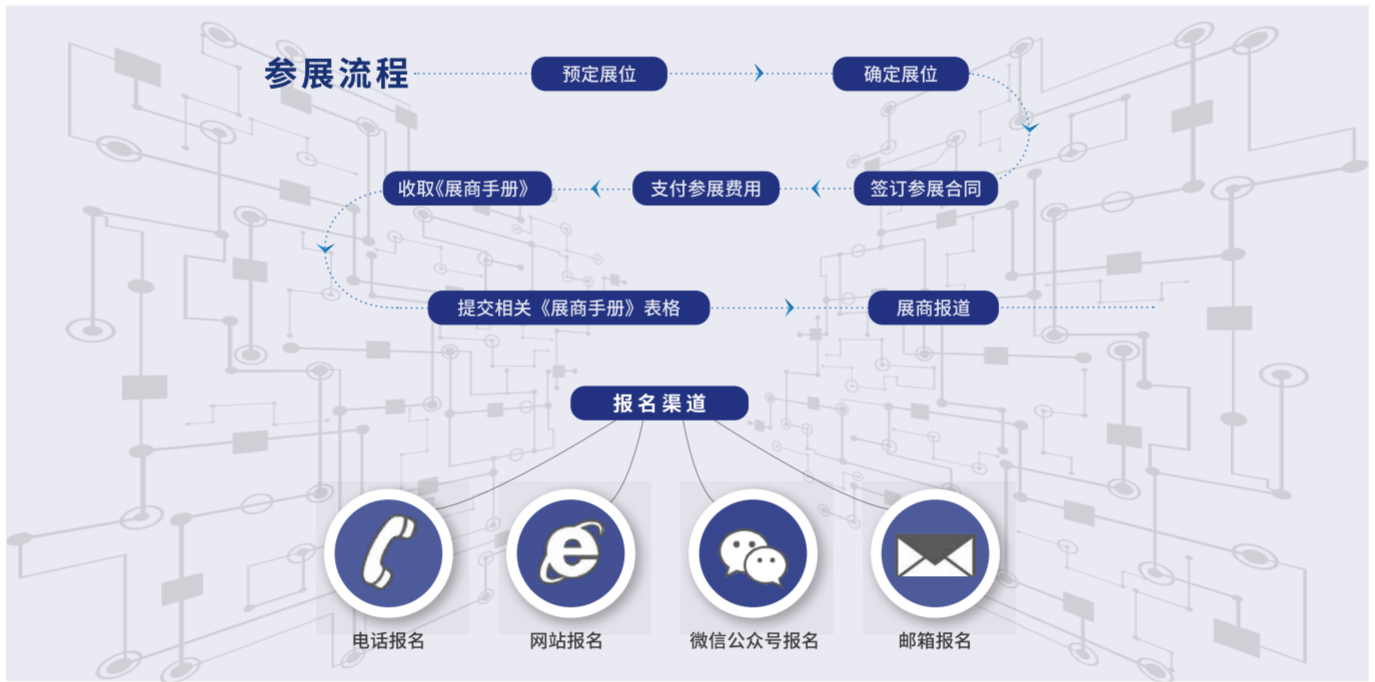 参展流程
预定展位
确定展位
签订参展合同
支付参展费用
收取《展商手册》
提交相关《展商手册》表格
展商报道
报名渠道
电话报名
网站报名
微信公众号报名
邮箱报名